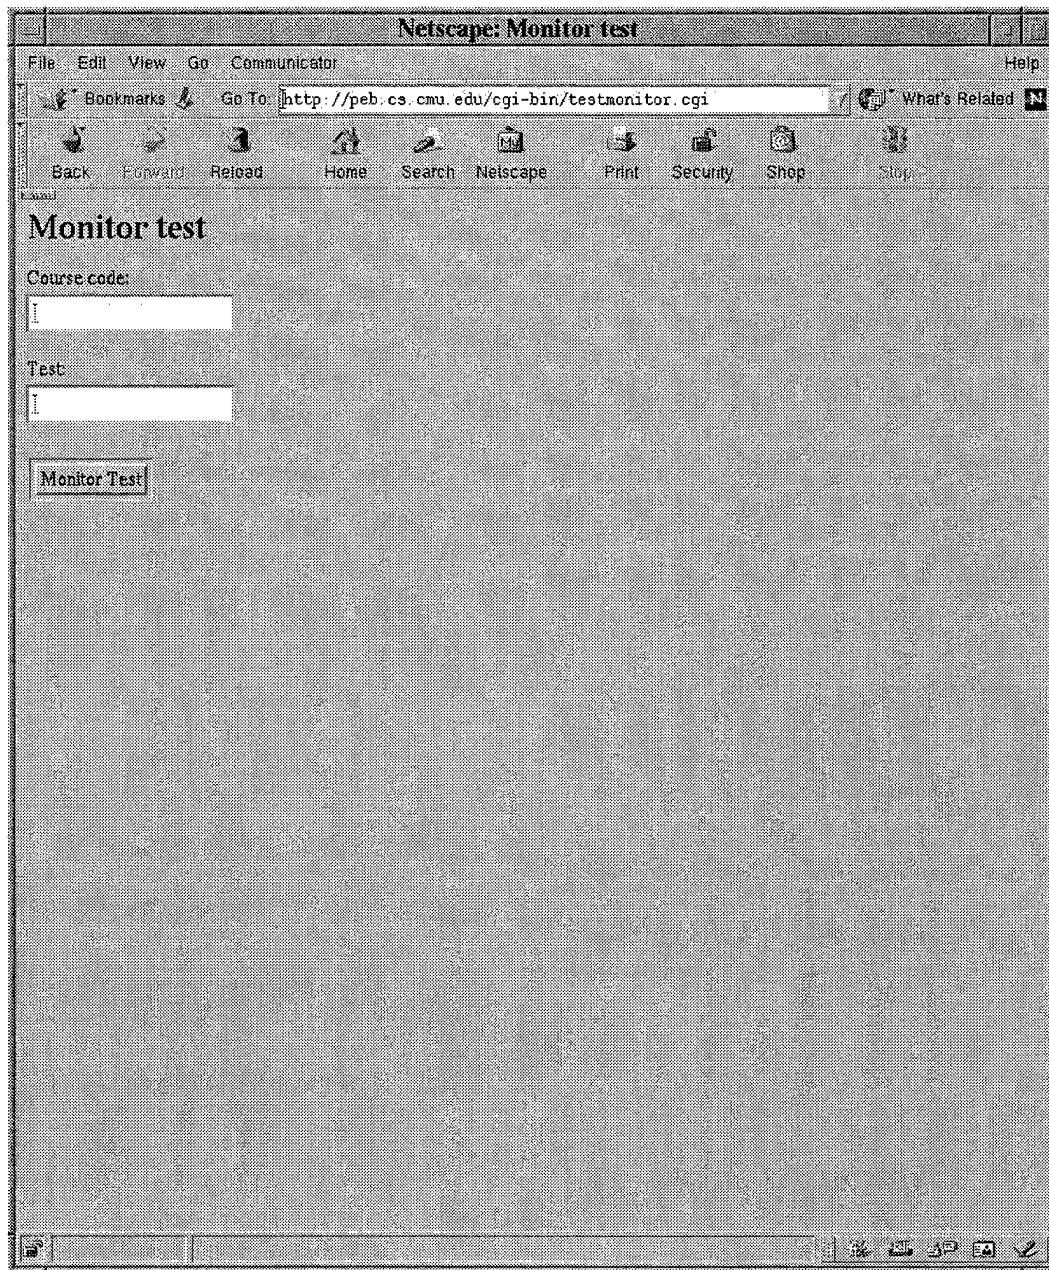 Netscape: Monitor test
File Edit View Go Communicator Help
Bookmarks Go To: http://peb.cs.cmu.edu/cgi-bin/testmonitor.cgi What's Related N
My
Back Forward Reload Home Search Netscape Print Security Shop Stop
Monitor test
Course code:
Test:
Monitor Test